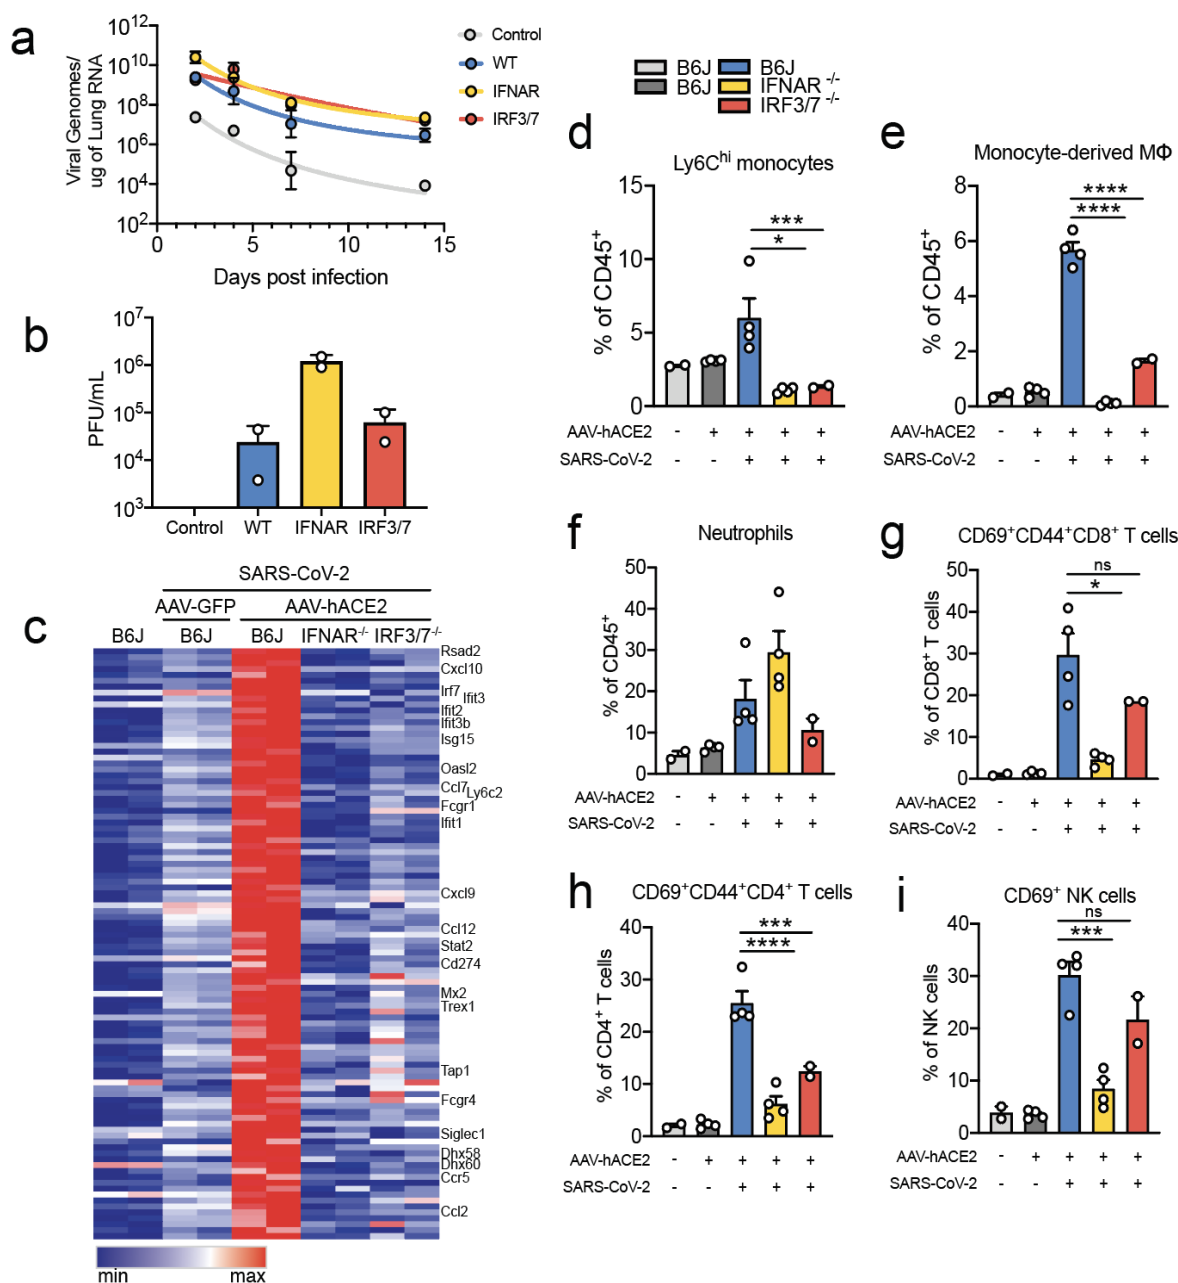 a
10^12
10^10
10^8
10^6
10^4
10^2
0
5
10
15
Viral Genomes/
ug of Lung RNA
Days post infection
Control
WT
IFNAR
IRF3/7
b
10^7
10^6
10^5
10^4
10^3
PFU/mL
Control WT IFNAR IRF3/7
c
SARS-CoV-2
AAV-GFP AAV-hACE2
B6J B6J B6J IFNAR-/- IRF3/7-/-
Rsad2
Cxcl10
Irf7
Ifit3
Ifit2
Ifit3b
Isg15
Oasl2
Ccl7
Ly6c2
Fcgr1
Ifit1
Cxcl9
Ccl12
Stat2
Cd274
Mx2
Trex1
Tap1
Fcgr4
Siglec1
Dhx58
Dhx60
Ccr5
Ccl2
min max
B6J B6J
B6J IFNAR -/-
IRF3/7 -/-
d
Ly6C^hi monocytes
15
10
5
0
% of CD45+
***
*
AAV-hACE2 - + + + +
SARS-CoV-2 - - + + +
e
Monocyte-derived MΦ
8
6
4
2
0
% of CD45+
****
****
AAV-hACE2 - + + + +
SARS-CoV-2 - - + + +
f
Neutrophils
50
40
30
20
10
0
% of CD45+
AAV-hACE2 - + + + +
SARS-CoV-2 - - + + +
g
CD69+CD44+CD8+ T cells
50
40
30
20
10
0
% of CD8+ T cells
ns
*
AAV-hACE2 - + + + +
SARS-CoV-2 - - + + +
h
CD69+CD44+CD4+ T cells
40
30
20
10
0
% of CD4+ T cells
***
****
AAV-hACE2 - + + + +
SARS-CoV-2 - - + + +
i
CD69+ NK cells
40
30
20
10
0
% of NK cells
ns
***
AAV-hACE2 - + + + +
SARS-CoV-2 - - + + +